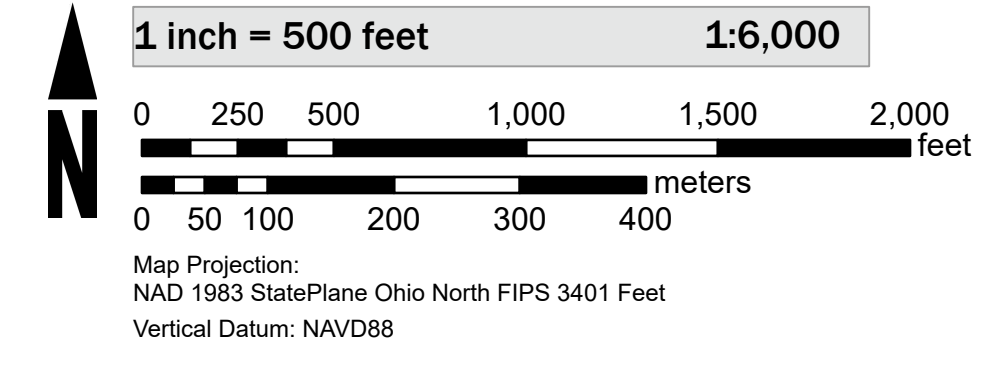 1 inch = 500 feet 1:6,000
0 250 500 1,000 1,500 2,000
feet
meters
0 50 100 200 300 400
N
Map Projection:
NAD 1983 StatePlane Ohio North FIPS 3401 Feet
Vertical Datum: NAVD88